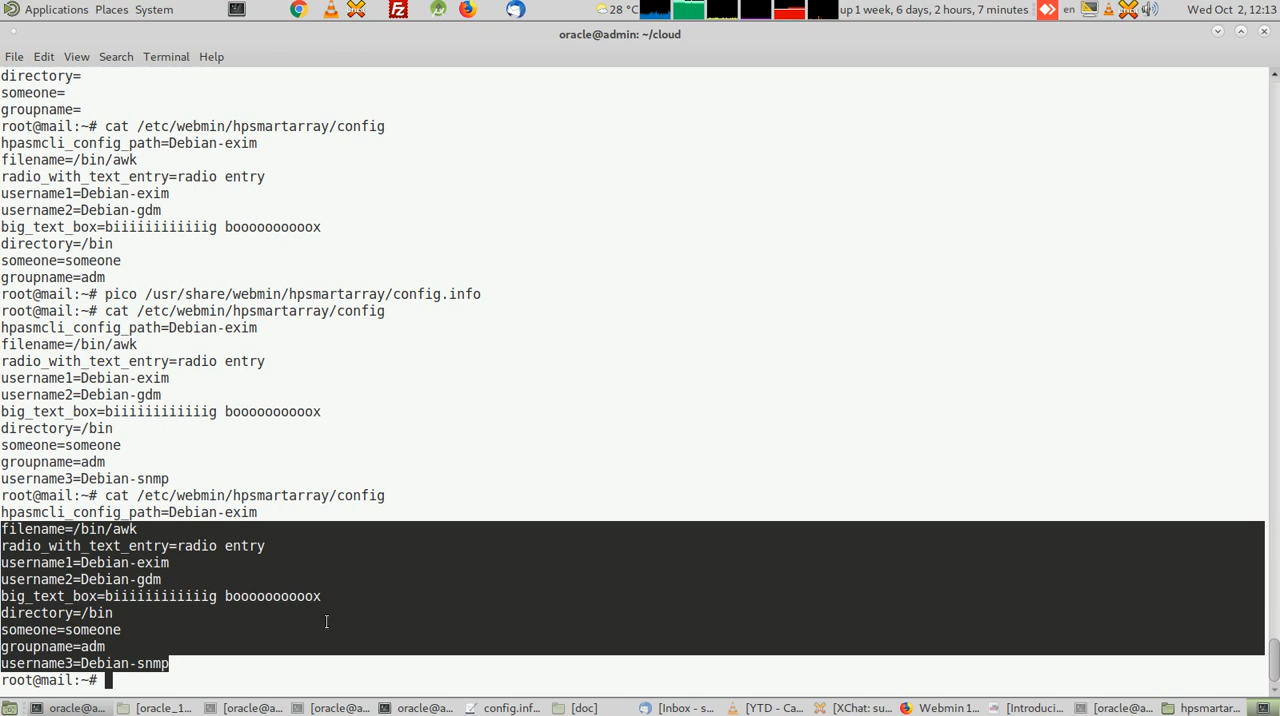 Applications Places System
28 °C
up 1 week, 6 days, 2 hours, 7 minutes
en
Wed Oct 2, 12:13
oracle@admin: ~/cloud
File Edit View Search Terminal Help
directory=
someone=
groupname=
root@mail:~# cat /etc/webmin/hpsmartarray/config
hpasmcli_config_path=Debian-exim
filename=/bin/awk
radio_with_text_entry=radio entry
username1=Debian-exim
username2=Debian-gdm
big_text_box=biiiiiiiiiiiig boooooooooox
directory=/bin
someone=someone
groupname=adm
root@mail:~# pico /usr/share/webmin/hpsmartarray/config.info
root@mail:~# cat /etc/webmin/hpsmartarray/config
hpasmcli_config_path=Debian-exim
filename=/bin/awk
radio_with_text_entry=radio entry
username1=Debian-exim
username2=Debian-gdm
big_text_box=biiiiiiiiiiiig boooooooooox
directory=/bin
someone=someone
groupname=adm
username3=Debian-snmp
root@mail:~# cat /etc/webmin/hpsmartarray/config
hpasmcli_config_path=Debian-exim
filename=/bin/awk
radio_with_text_entry=radio entry
username1=Debian-exim
username2=Debian-gdm
big_text_box=biiiiiiiiiiiig boooooooooox
directory=/bin
someone=someone
groupname=adm
username3=Debian-snmp
root@mail:~#
oracle@a... [oracle_1... [oracle@a... [oracle@a... oracle@a... config.inf... [doc] [Inbox - s... [YTD - Ca... [XChat: su... Webmin 1... [Introduci... [oracle@a... hpsmartar...